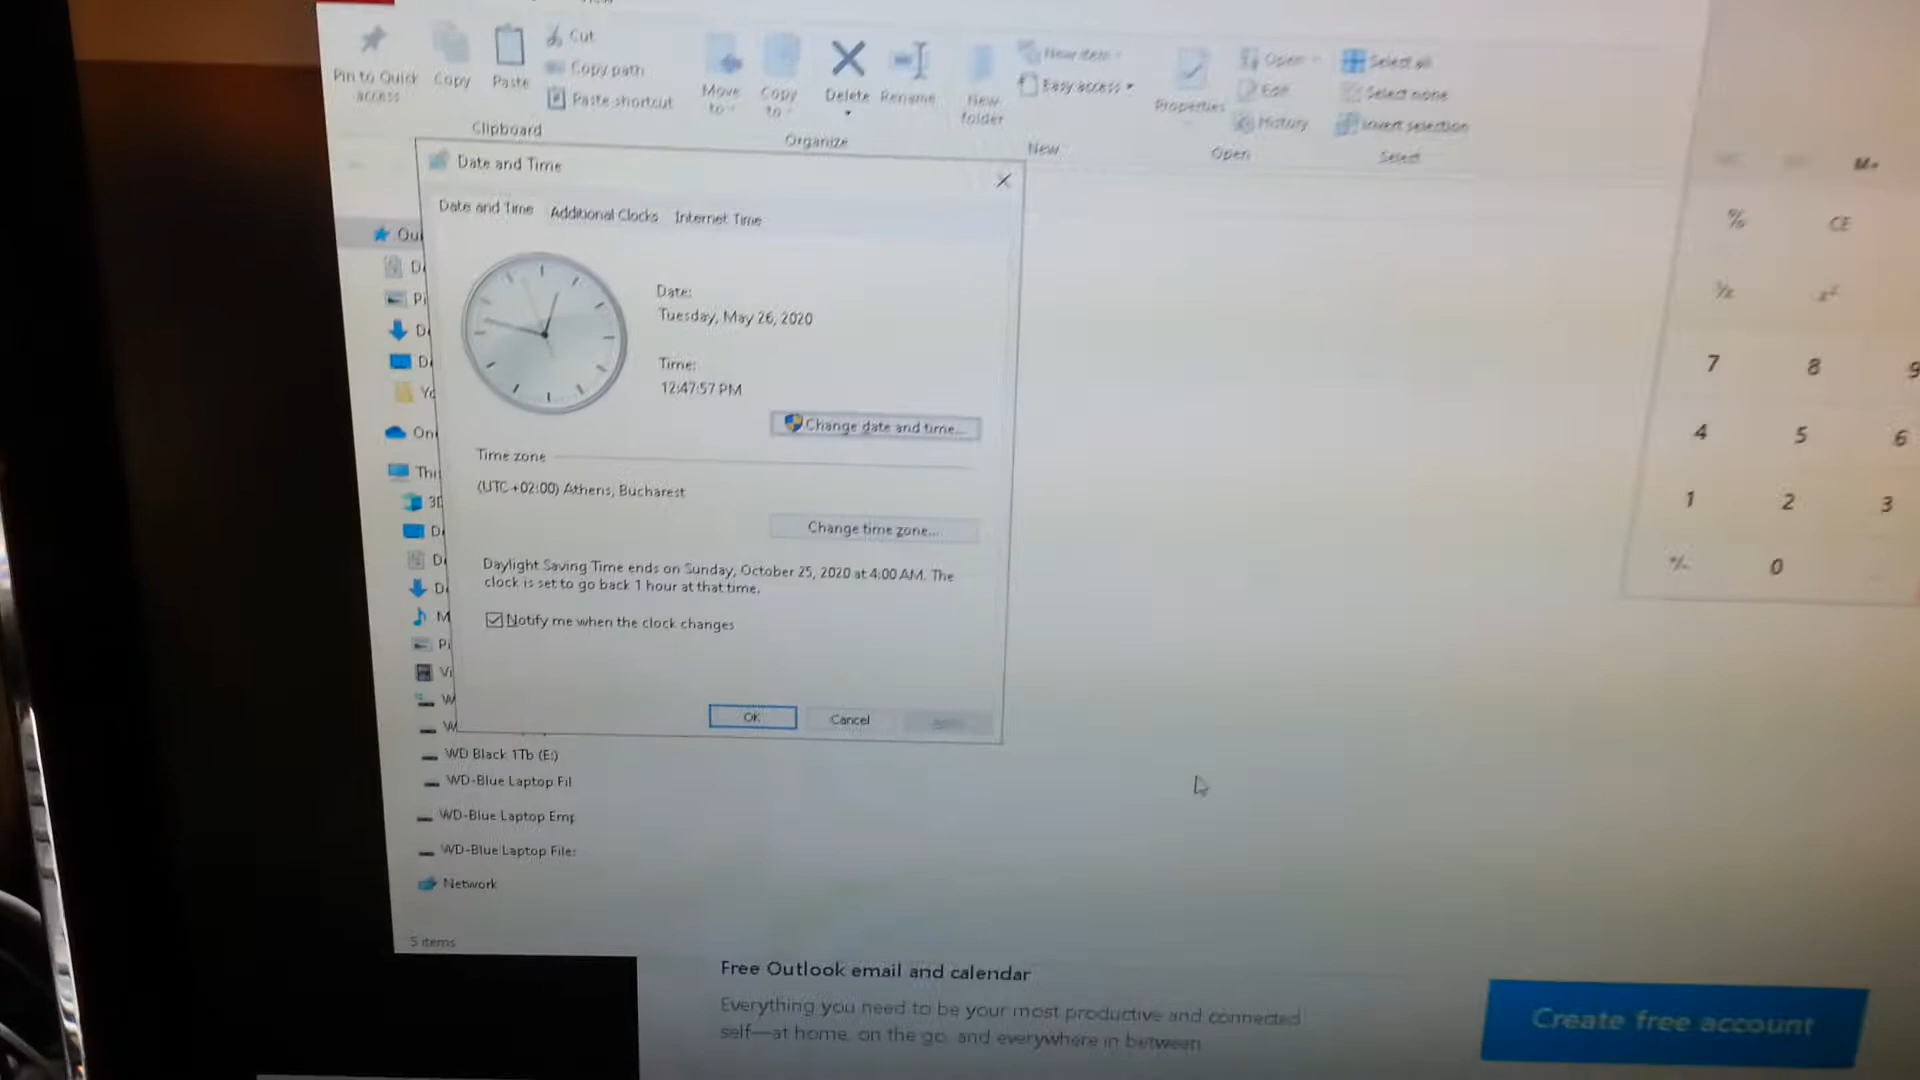 Pin to Quick
access
Copy
Paste
Cut
Copy path
Paste shortcut
Clipboard
Move
to
Copy
to
Delete
Rename
Organize
New
folder
New item
Easy access
New
Properties
Open
Edit
History
Open
Select all
Select none
Invert selection
Select
Date and Time
Date and Time Additional Clocks Internet Time
Date:
Tuesday, May 26, 2020
Time:
12:47:57 PM
Change date and time...
Time zone
(UTC+02:00) Athens, Bucharest
Change time zone...
Daylight Saving Time ends on Sunday, October 25, 2020 at 4:00 AM. The
clock is set to go back 1 hour at that time.
Notify me when the clock changes
OK
Cancel
WD Black 1Tb (E:)
WD-Blue Laptop Fil
WD-Blue Laptop Emp
WD-Blue Laptop File:
Network
5 items
M+
% CE
⅟x x²
7 8 9
4 5 6
1 2 3
+/- 0
Free Outlook email and calendar
Everything you need to be your most productive and connected
self—at home, on the go, and everywhere in between
Create free account